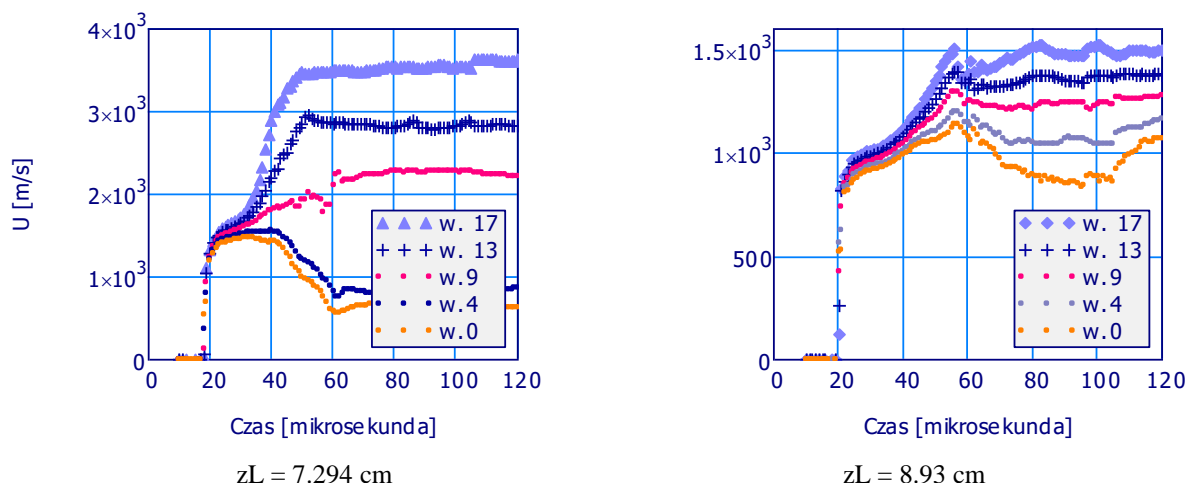 4×10³
3×10³
2×10³
1×10³
0
U [m/s]
w. 17
w. 13
w.9
w.4
w.0
0 20 40 60 80 100 120
Czas [mikrosekunda]
zL = 7.294 cm
1.5×10³
1×10³
500
0
w. 17
w. 13
w.9
w.4
w.0
0 20 40 60 80 100 120
Czas [mikrosekunda]
zL = 8.93 cm